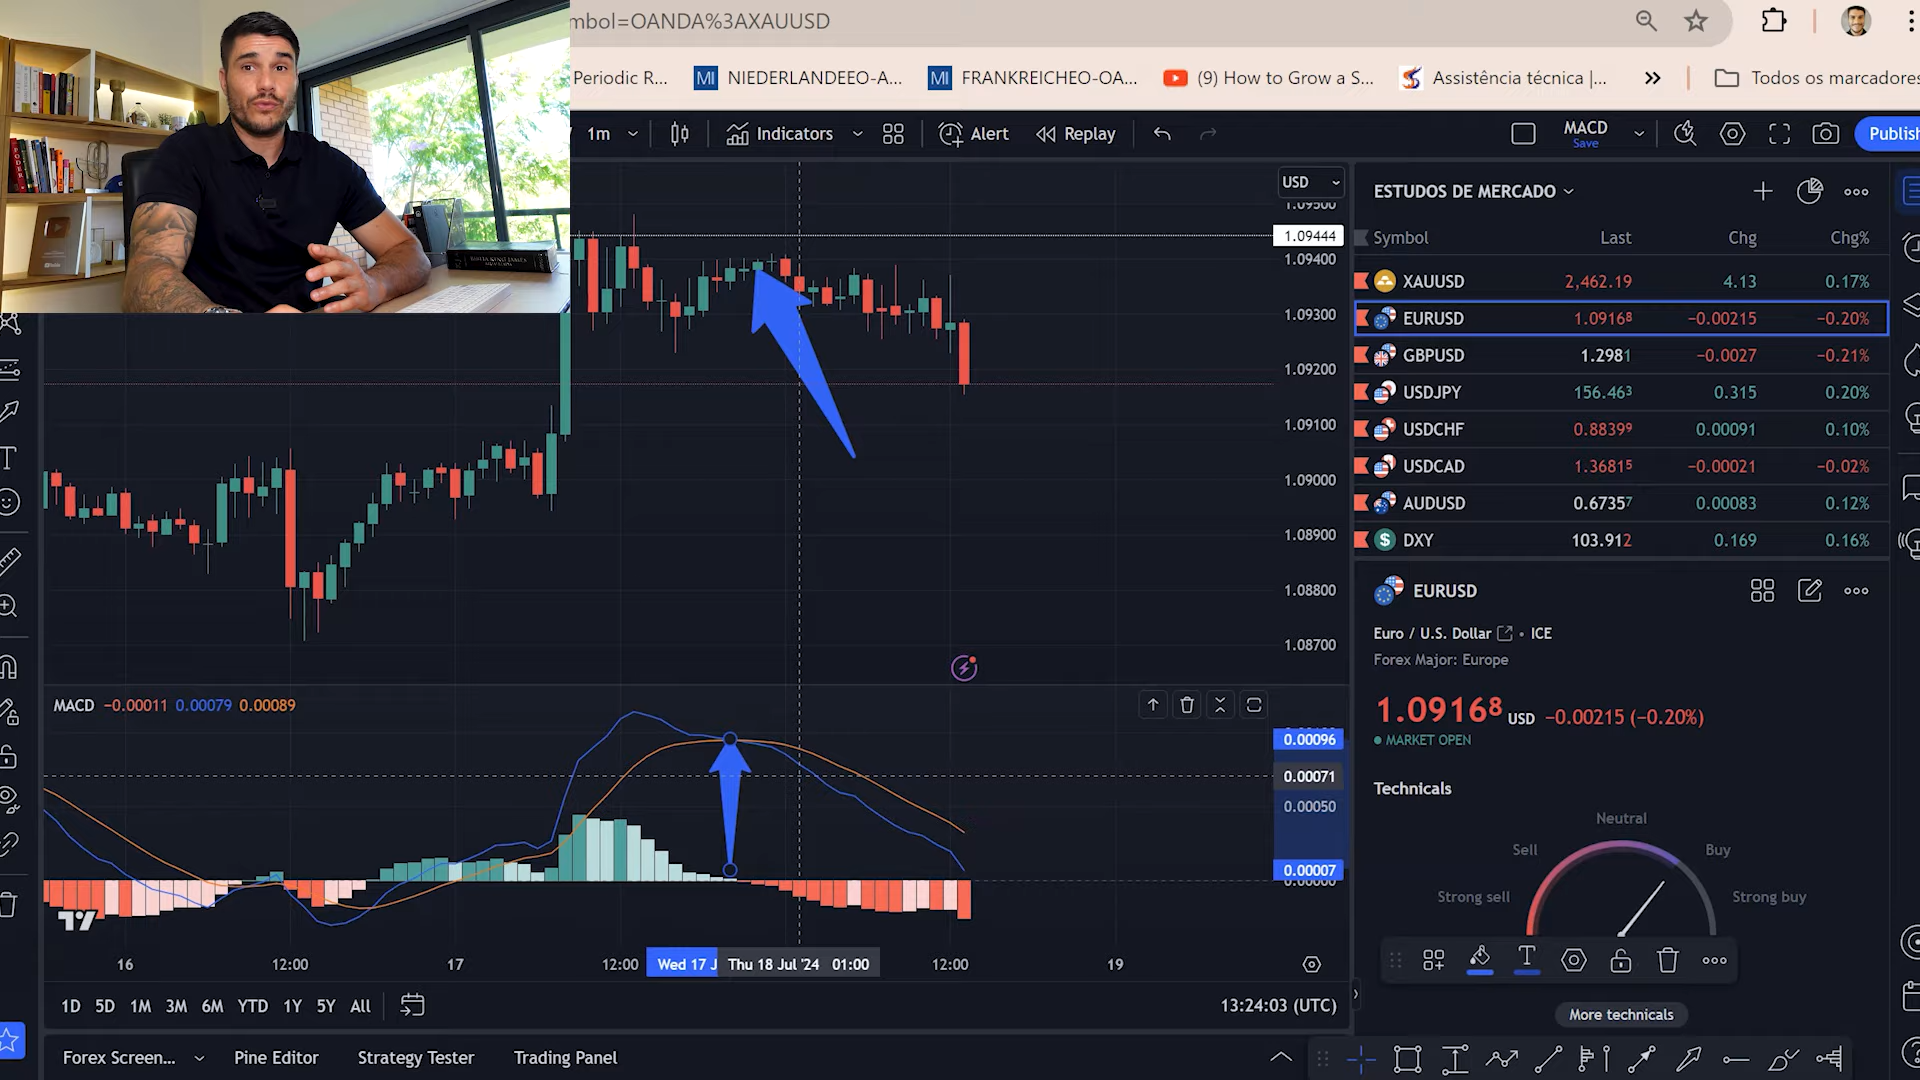 mbol=OANDA%3AXAUUSD
Periodic R...
MI
NIEDERLANDEEO-A...
MI
FRANKREICHEO-OA...
(9) How to Grow a S...
Assistência técnica |...
Todos os marcadores
1m
Indicators
Alert
Replay
MACD
Save
Publish
USD
1.09500
1.09444
1.09400
1.09300
1.09200
1.09100
1.09000
1.08900
1.08800
1.08700
ESTUDOS DE MERCADO
Symbol Last Chg Chg%
XAUUSD 2,462.19 4.13 0.17%
EURUSD 1.09168 −0.00215 −0.20%
GBPUSD 1.2981 −0.0027 −0.21%
USDJPY 156.463 0.315 0.20%
USDCHF 0.88399 0.00091 0.10%
USDCAD 1.36815 −0.00021 −0.02%
AUDUSD 0.67357 0.00083 0.12%
DXY 103.912 0.169 0.16%
EURUSD
Euro / U.S. Dollar • ICE
Forex Major: Europe
1.09168 USD −0.00215 (−0.20%)
MARKET OPEN
Technicals
Neutral
Sell Buy
Strong sell Strong buy
More technicals
MACD −0.00011 0.00079 0.00089
0.00096
0.00071
0.00050
0.00007
0.00000
16 12:00 17 12:00 Wed 17 J Thu 18 Jul '24 01:00 12:00 19
1D 5D 1M 3M 6M YTD 1Y 5Y All
13:24:03 (UTC)
Forex Screen... Pine Editor Strategy Tester Trading Panel